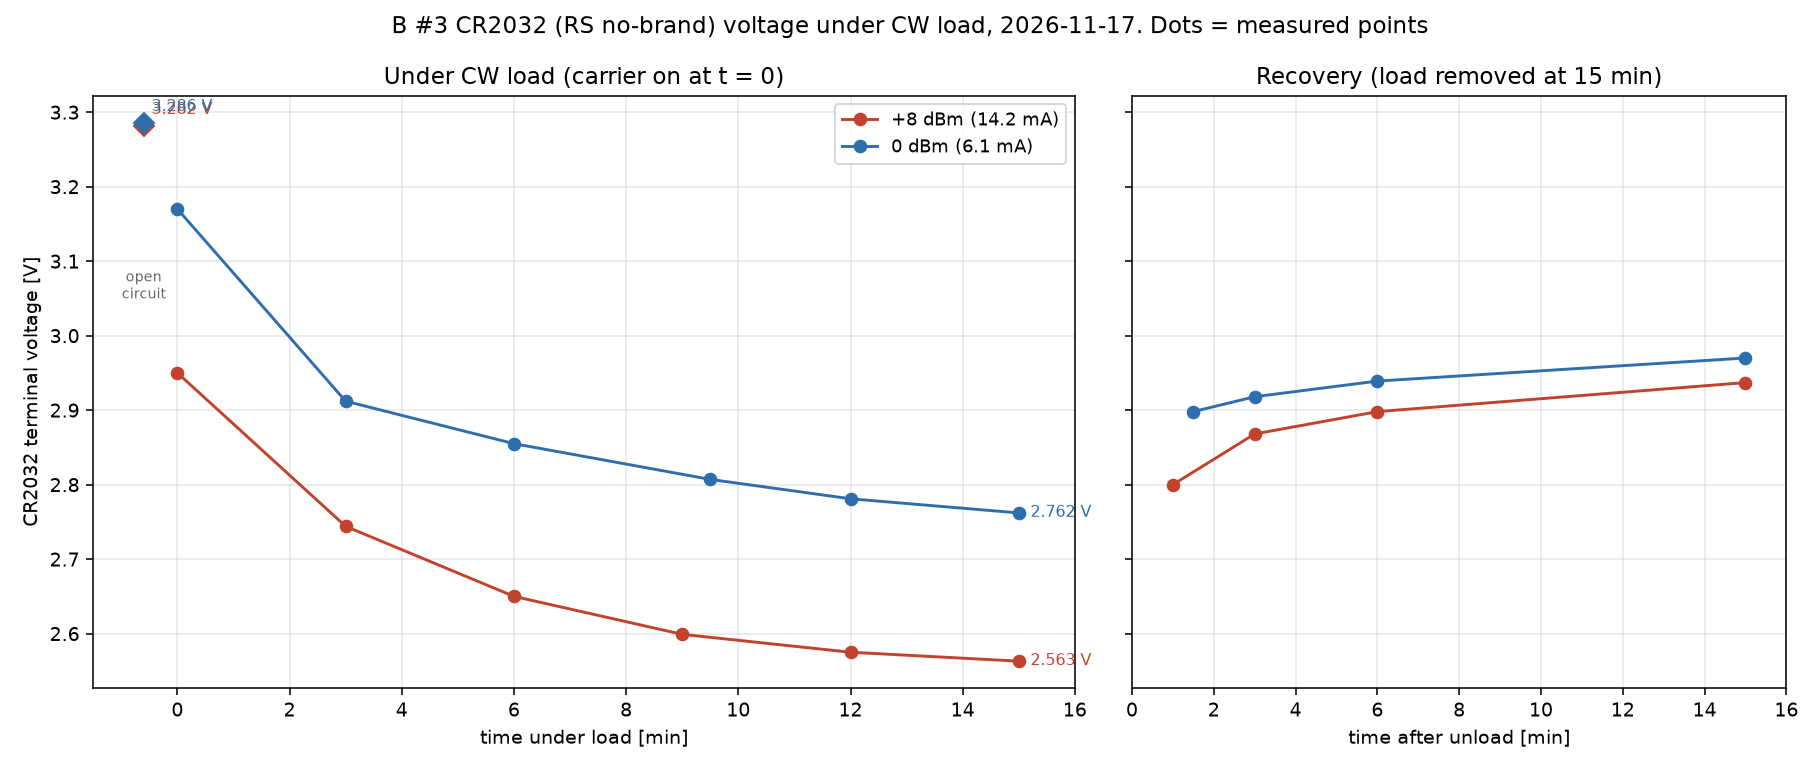 B #3 CR2032 (RS no-brand) voltage under CW load, 2026-11-17. Dots = measured points
Under CW load (carrier on at t = 0)
Recovery (load removed at 15 min)
3.286 V
3.282 V
+8 dBm (14.2 mA)
0 dBm (6.1 mA)
open
circuit
2.762 V
2.563 V
CR2032 terminal voltage [V]
3.3
3.2
3.1
3.0
2.9
2.8
2.7
2.6
0 2 4 6 8 10 12 14 16
time under load [min]
0 2 4 6 8 10 12 14 16
time after unload [min]